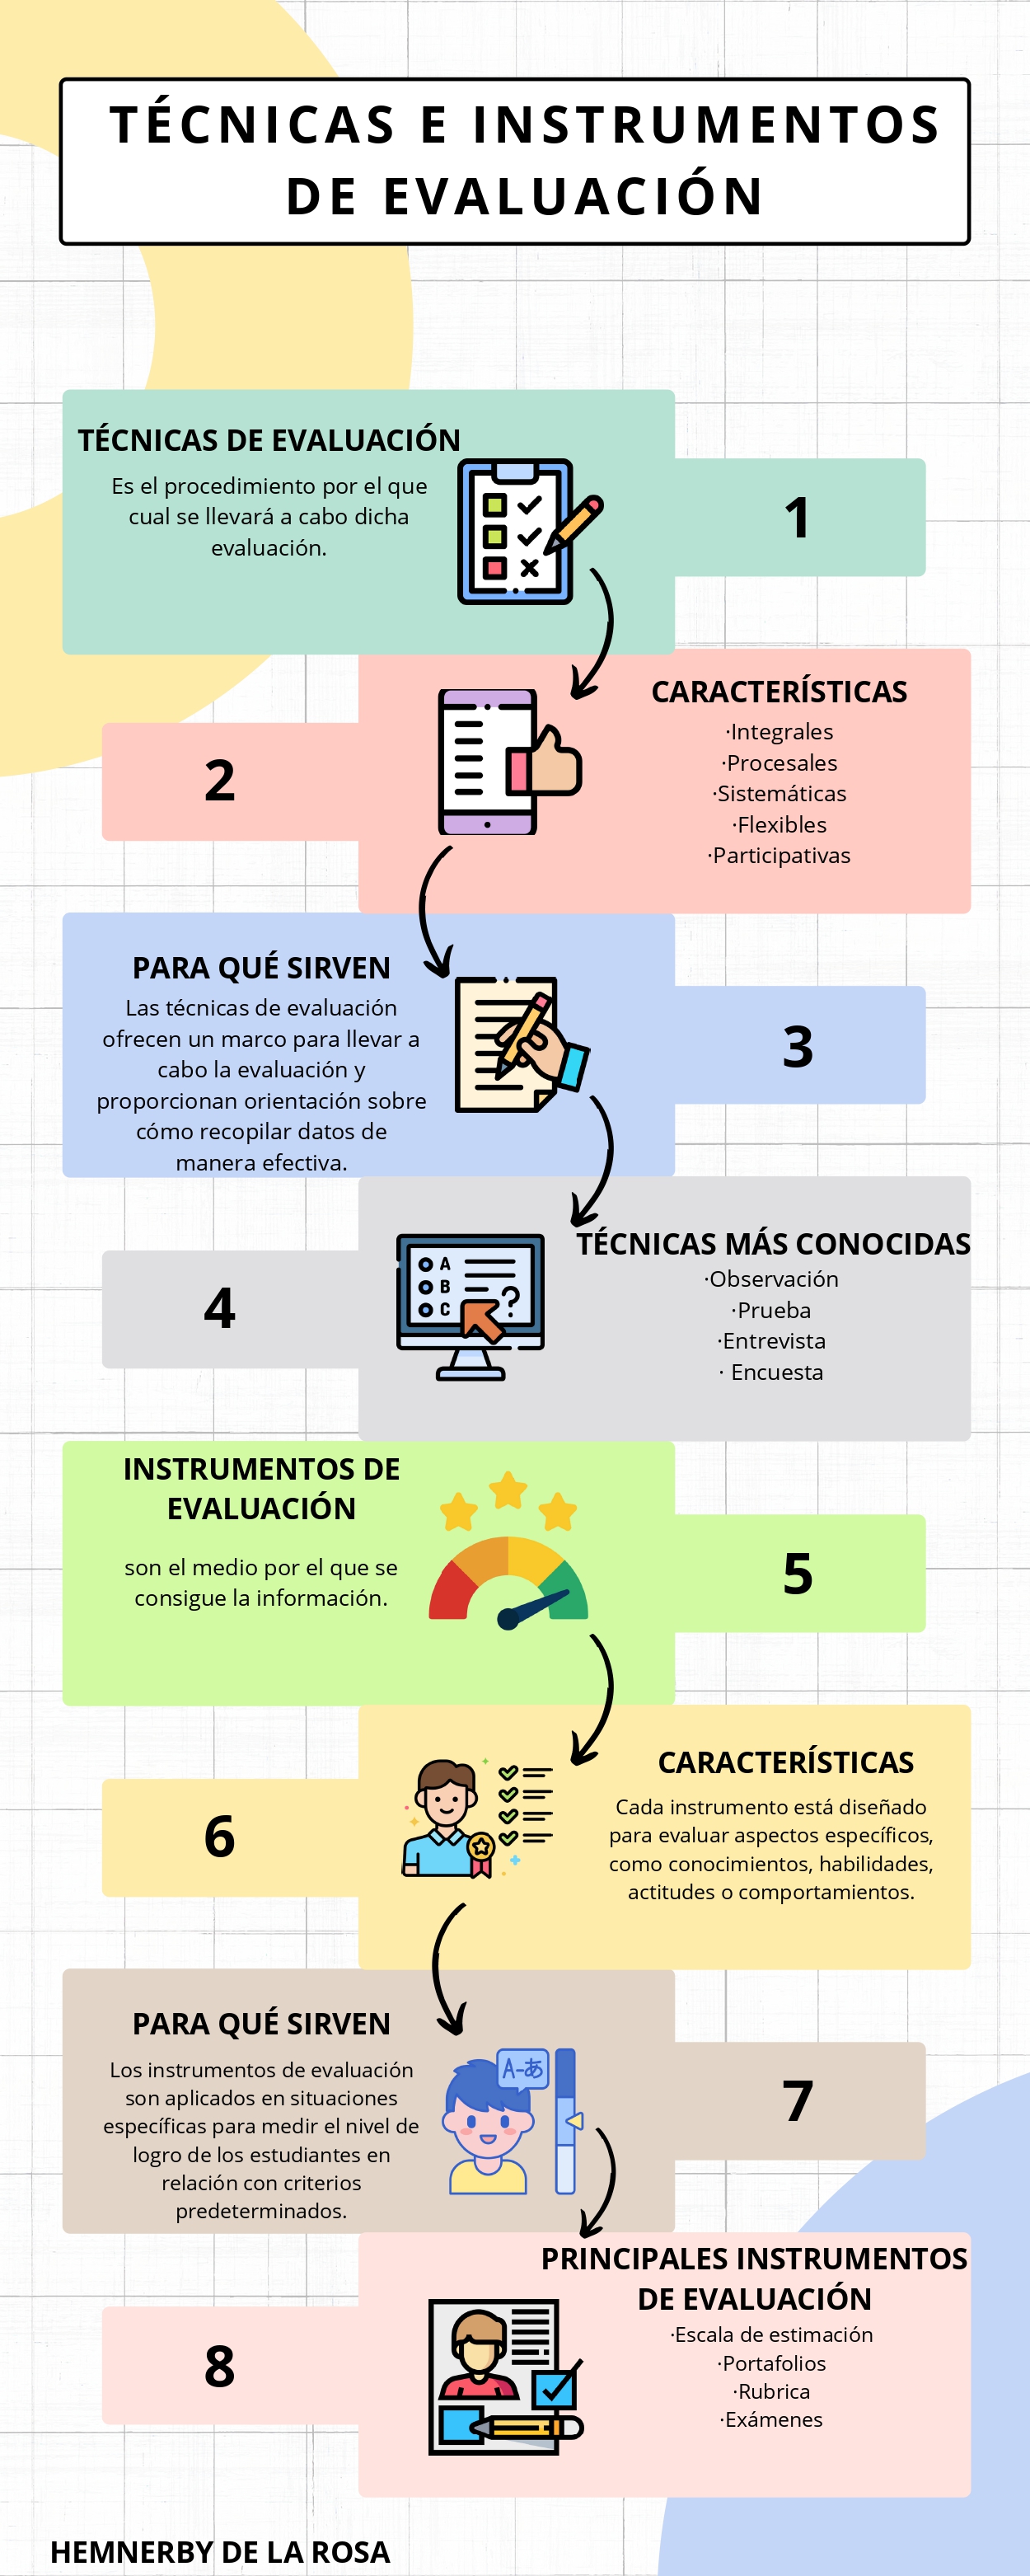 TÉCNICAS E INSTRUMENTOS
DE EVALUACIÓN
TÉCNICAS DE EVALUACIÓN
Es el procedimiento por el que
cual se llevará a cabo dicha
evaluación.
1
CARACTERÍSTICAS
·Integrales
·Procesales
·Sistemáticas
·Flexibles
·Participativas
2
PARA QUÉ SIRVEN
Las técnicas de evaluación
ofrecen un marco para llevar a
cabo la evaluación y
proporcionan orientación sobre
cómo recopilar datos de
manera efectiva.
3
TÉCNICAS MÁS CONOCIDAS
·Observación
·Prueba
·Entrevista
· Encuesta
4
A
B
C
?
INSTRUMENTOS DE
EVALUACIÓN
son el medio por el que se
consigue la información.
5
CARACTERÍSTICAS
Cada instrumento está diseñado
para evaluar aspectos específicos,
como conocimientos, habilidades,
actitudes o comportamientos.
6
PARA QUÉ SIRVEN
Los instrumentos de evaluación
son aplicados en situaciones
específicas para medir el nivel de
logro de los estudiantes en
relación con criterios
predeterminados.
A-あ
7
PRINCIPALES INSTRUMENTOS
DE EVALUACIÓN
·Escala de estimación
·Portafolios
·Rubrica
·Exámenes
8
HEMNERBY DE LA ROSA